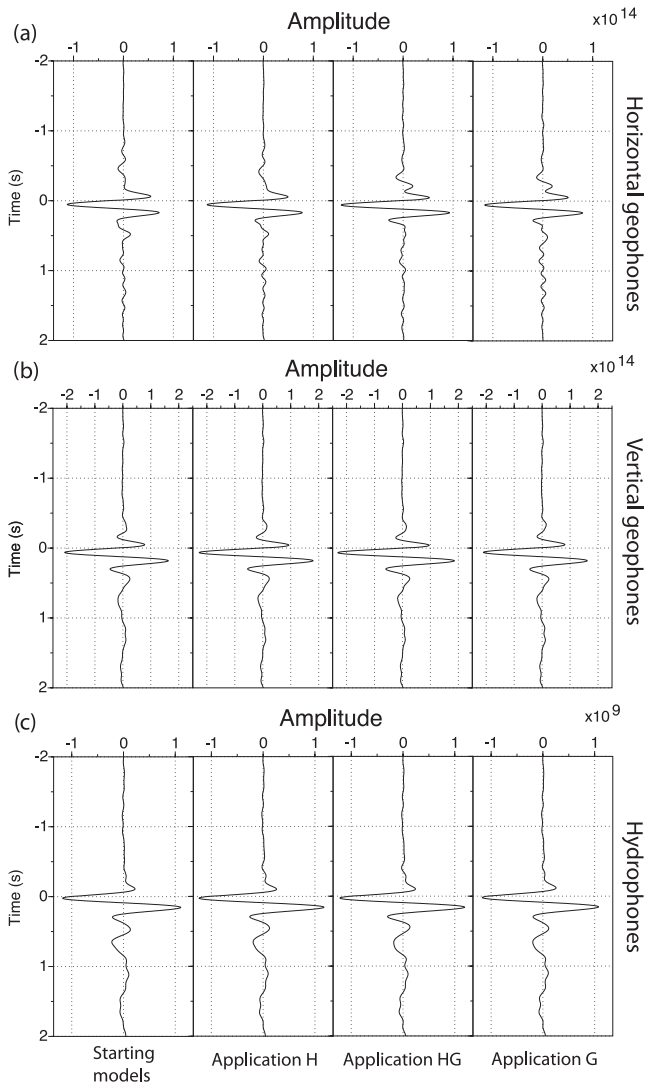 (a)
Amplitude
x10 14
-1 0 1 -1 0 1 -1 0 1 -1 0 1
-2
-1
0
1
2
Time (s)
Horizontal geophones
(b)
Amplitude
x10 14
-2 -1 0 1 2 -2 -1 0 1 2 -2 -1 0 1 2 -2 -1 0 1 2
-2
-1
0
1
2
Time (s)
Vertical geophones
(c)
Amplitude
x10 9
-1 0 1 -1 0 1 -1 0 1 -1 0 1
-2
-1
0
1
2
Time (s)
Hydrophones
Starting
models
Application H
Application HG
Application G